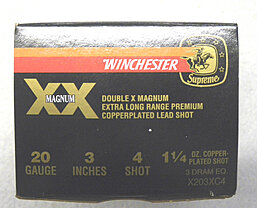 WINCHESTER
Supreme
XX
MAGNUM
DOUBLE X MAGNUM
EXTRA LONG RANGE PREMIUM
COPPERPLATED LEAD SHOT
20 3 4 1¼ OZ. COPPER-
GAUGE INCHES SHOT PLATED SHOT
3 DRAM EQ.
X203XC4